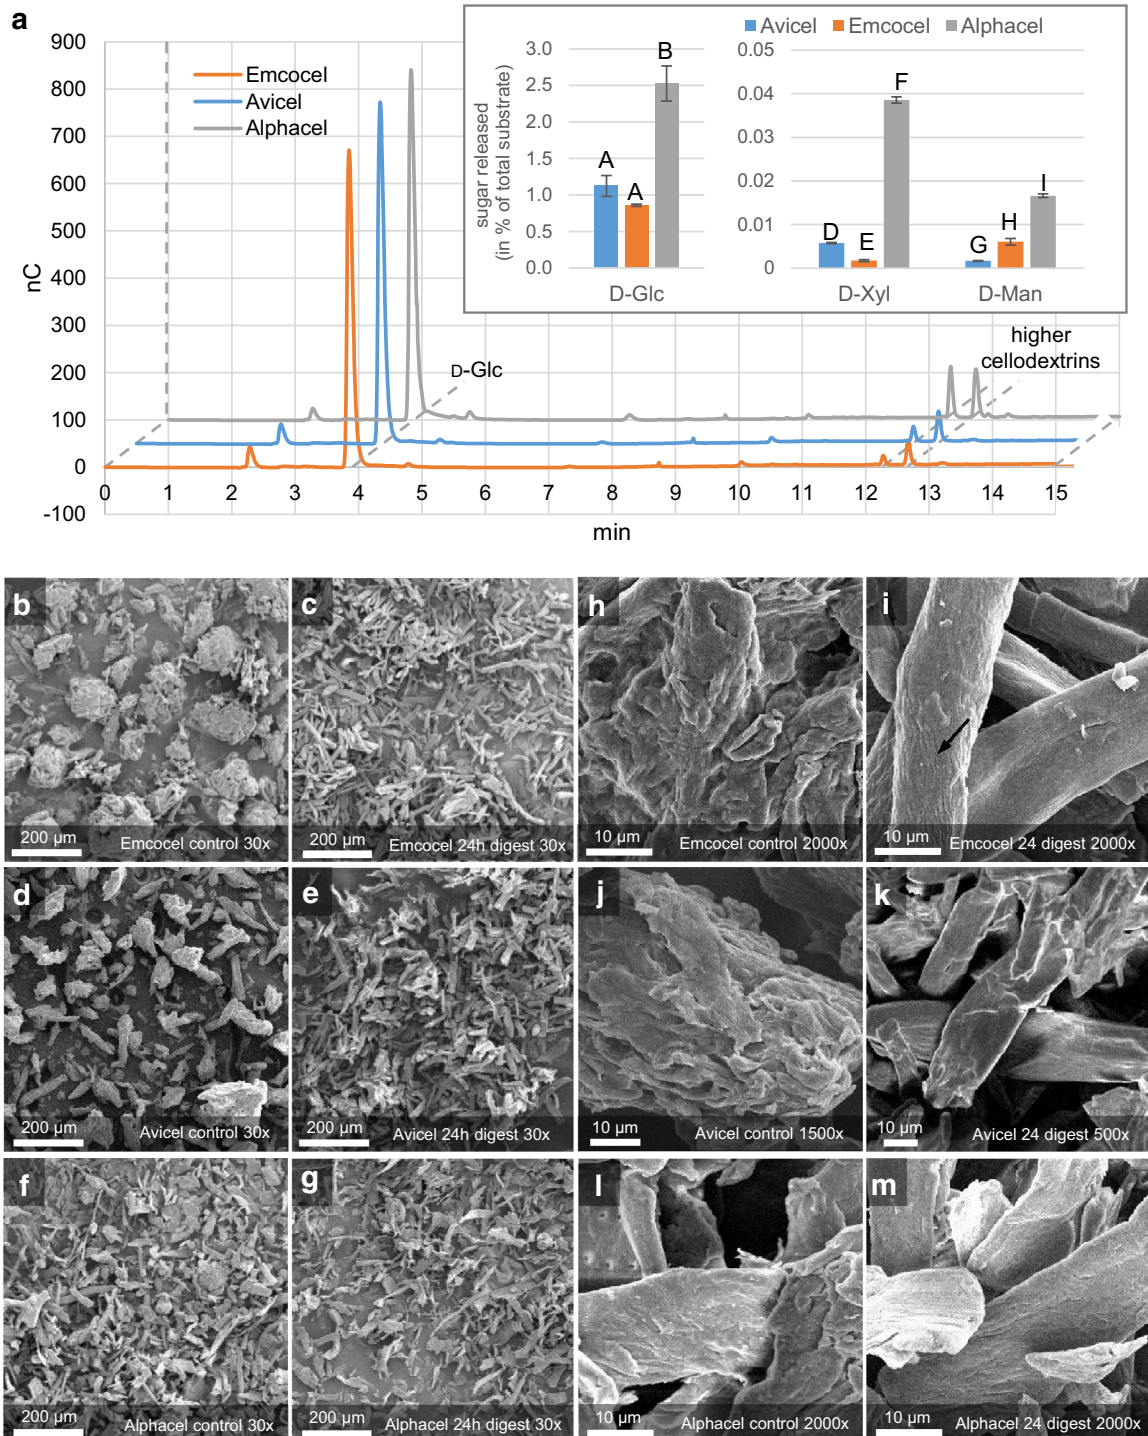 a
900
800
700
600
500
400
300
200
100
0
-100
nC
Emcocel
Avicel
Alphacel
D-Glc
higher
cellodextrins
0 1 2 3 4 5 6 7 8 9 10 11 12 13 14 15
min
Avicel Emcocel Alphacel
sugar released
(in % of total substrate)
3.0
2.5
2.0
1.5
1.0
0.5
0.0
A
A
B
D-Glc
0.05
0.04
0.03
0.02
0.01
0
D
E
F
G
H
I
D-Xyl D-Man
b
200 µm Emcocel control 30x
c
200 µm Emcocel 24h digest 30x
h
10 µm Emcocel control 2000x
i
10 µm Emcocel 24 digest 2000x
d
200 µm Avicel control 30x
e
200 µm Avicel 24h digest 30x
j
10 µm Avicel control 1500x
k
10 µm Avicel 24 digest 500x
f
200 µm Alphacel control 30x
g
200 µm Alphacel 24h digest 30x
l
10 µm Alphacel control 2000x
m
10 µm Alphacel 24 digest 2000x